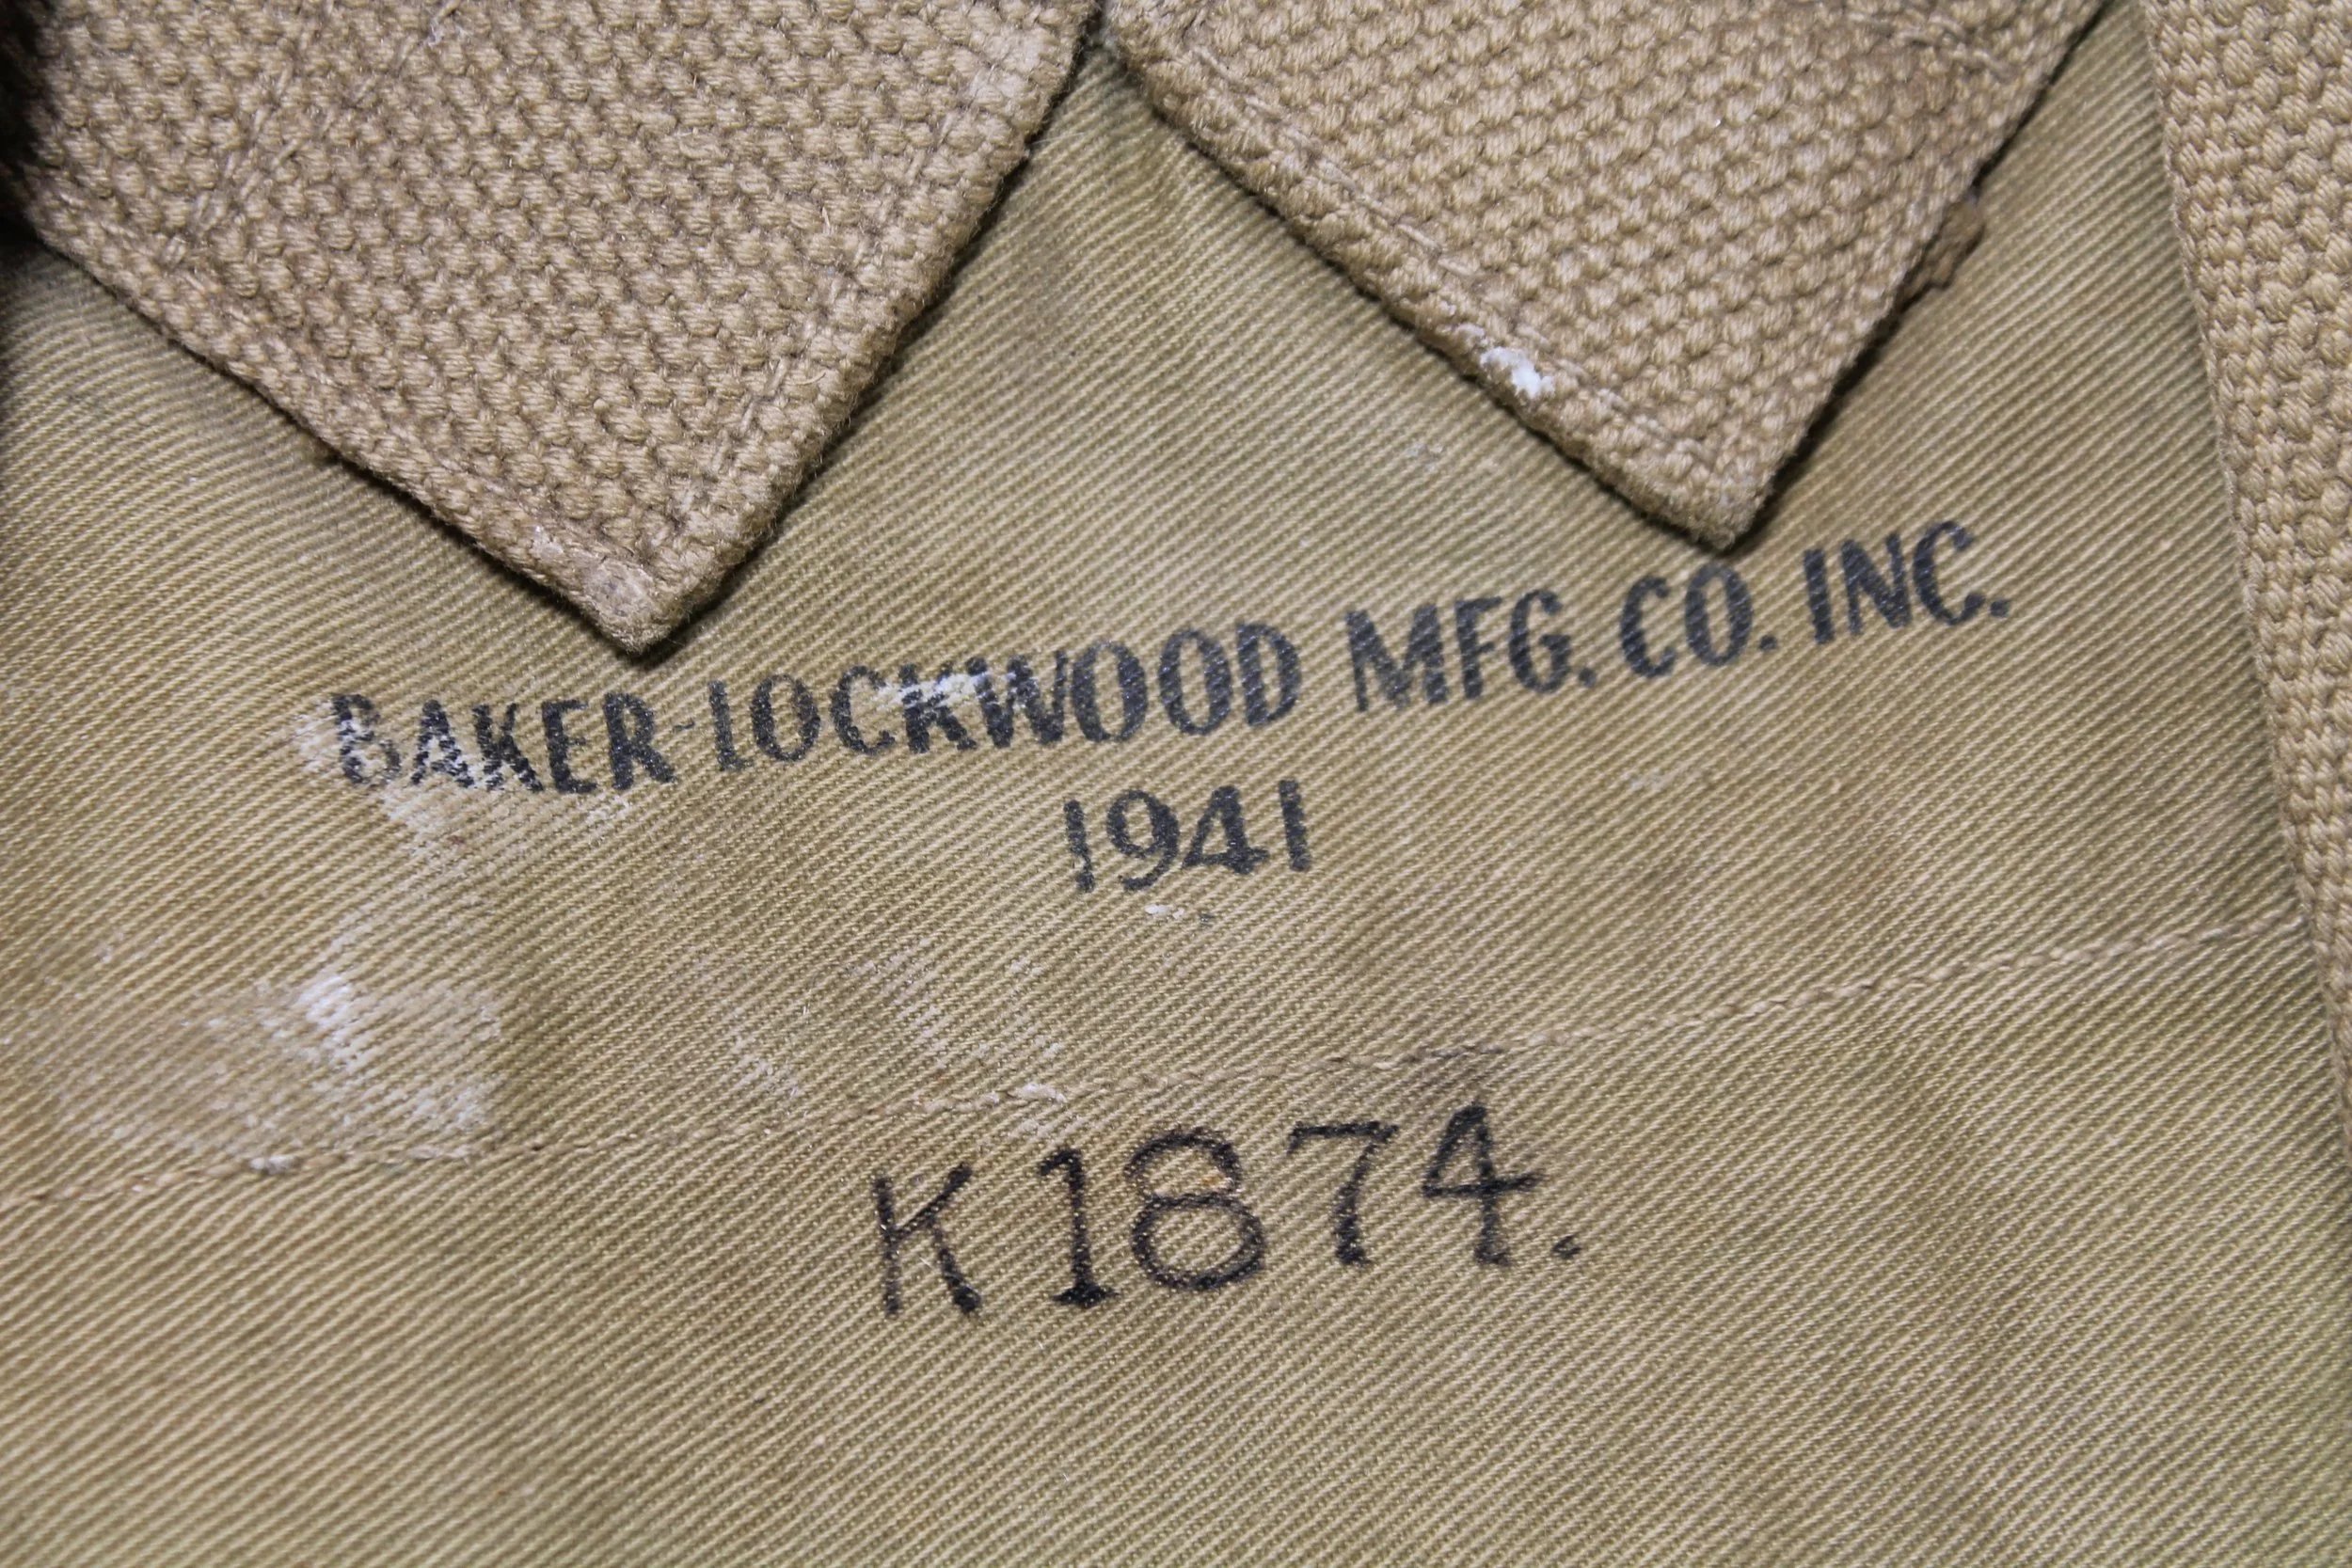 BAKER-LOCKWOOD MFG. CO. INC.
1941
K1874.